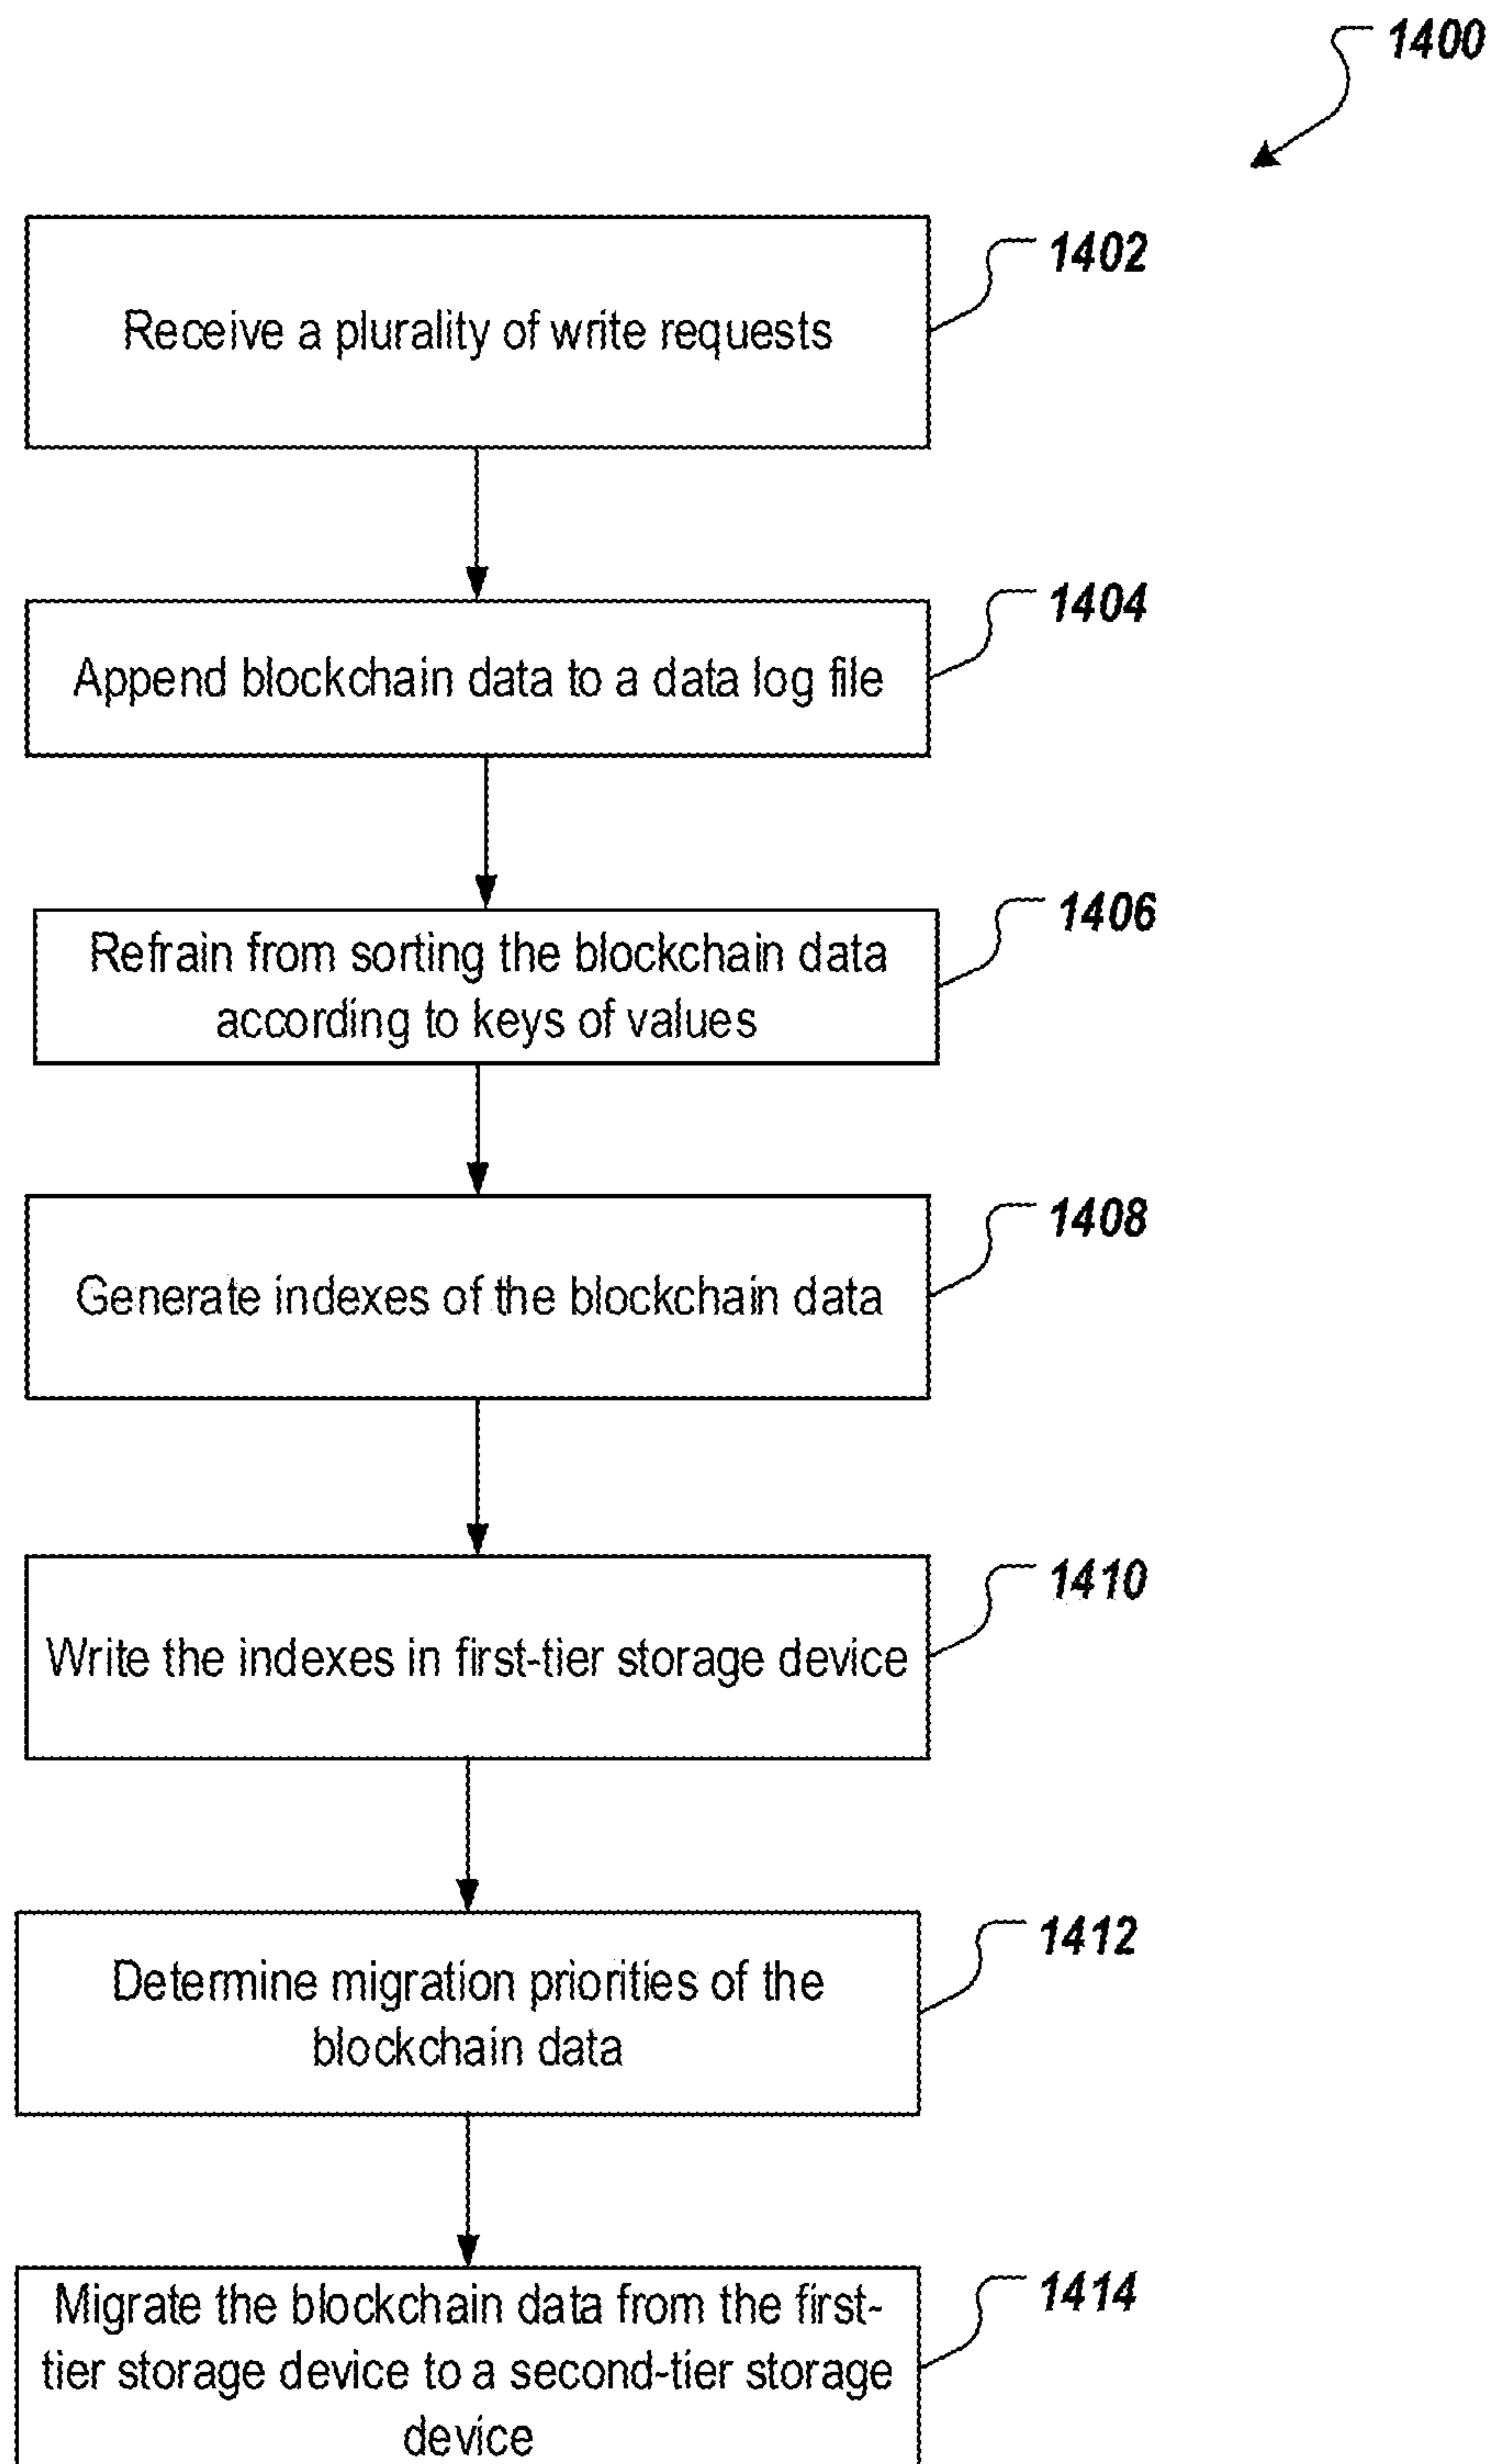 1400
1402
Receive a plurality of write requests
1404
Append blockchain data to a data log file
1406
Refrain from sorting the blockchain data
according to keys of values
1408
Generate indexes of the blockchain data
1410
Write the indexes in first-tier storage device
1412
Determine migration priorities of the
blockchain data
1414
Migrate the blockchain data from the first-
tier storage device to a second-tier storage
device